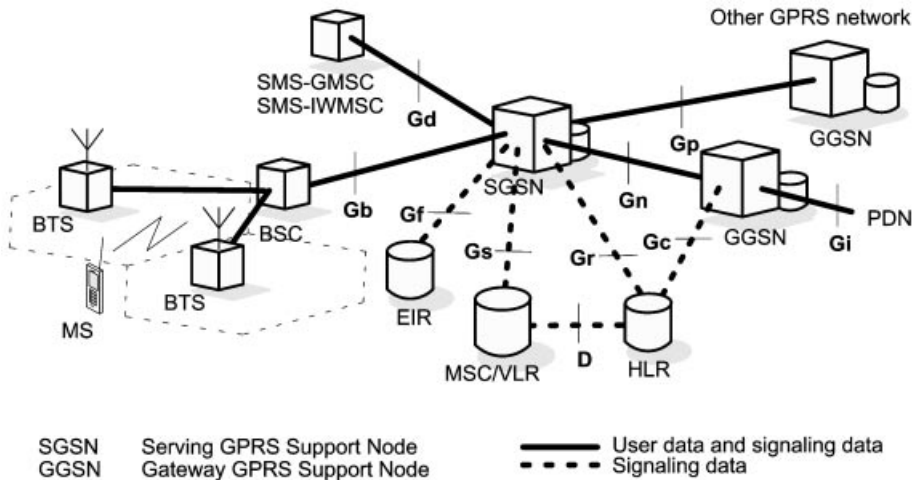 Other GPRS network
SMS-GMSC
SMS-IWMSC
Gd
Gp
GGSN
SGSN
Gn
BTS
BSC
Gb
Gf
Gs
Gr
Gc
GGSN
Gi
PDN
MS
BTS
EIR
MSC/VLR
D
HLR
SGSN Serving GPRS Support Node
GGSN Gateway GPRS Support Node
User data and signaling data
Signaling data